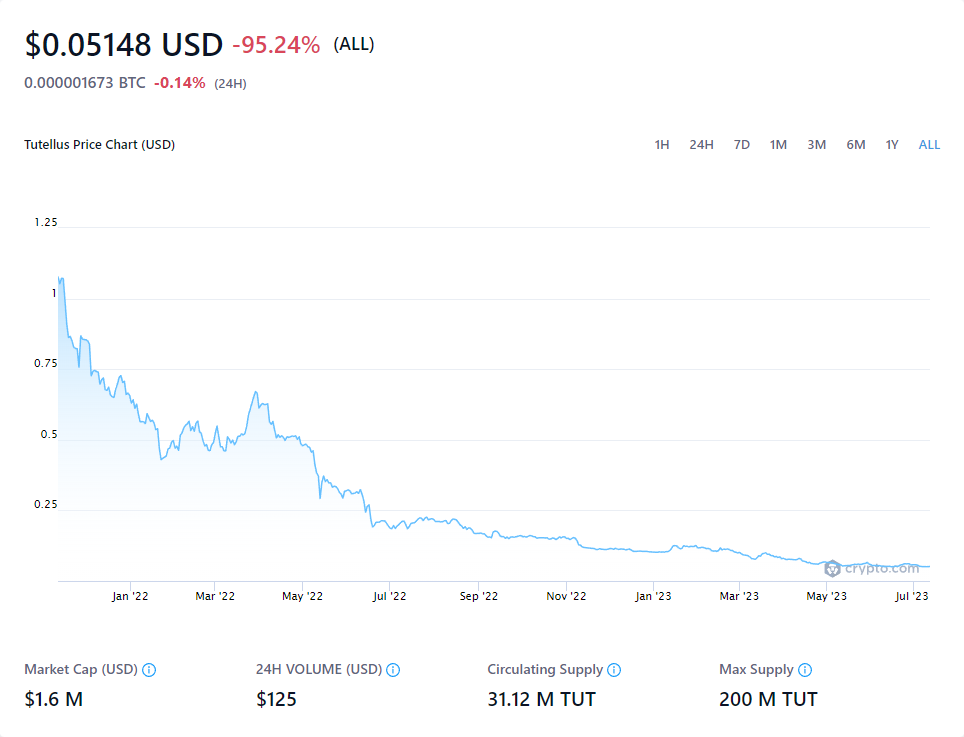 $0.05148 USD -95.24% (ALL)
0.000001673 BTC -0.14% (24H)
Tutellus Price Chart (USD) 1H 24H 7D 1M 3M 6M 1Y ALL
1.25
1
0.75
0.5
0.25
crypto.com
Jan '22 Mar '22 May '22 Jul '22 Sep '22 Nov '22 Jan '23 Mar '23 May '23 Jul '23
Market Cap (USD) 24H VOLUME (USD) Circulating Supply Max Supply
$1.6 M $125 31.12 M TUT 200 M TUT